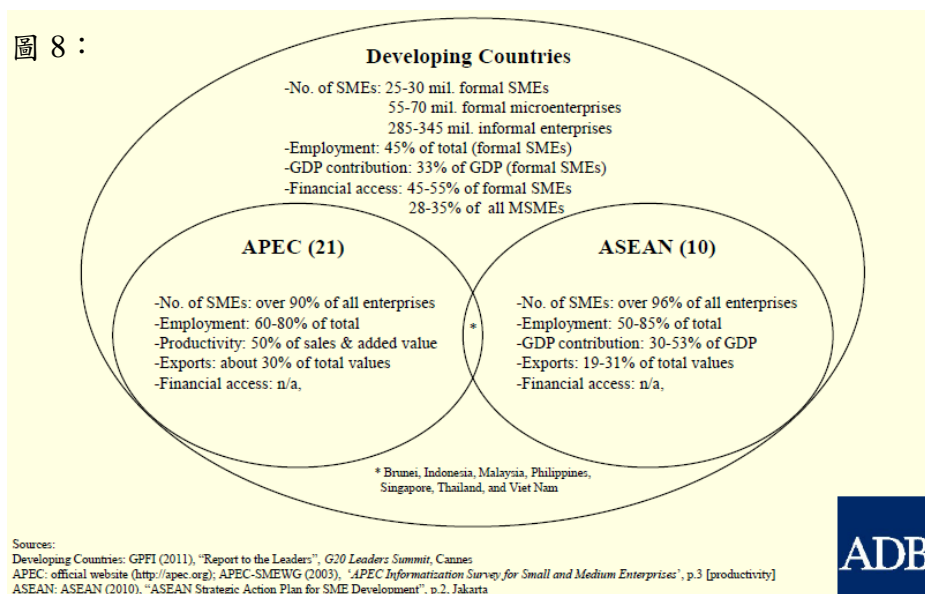 圖 8：
Developing Countries
-No. of SMEs: 25-30 mil. formal SMEs
55-70 mil. formal microenterprises
285-345 mil. informal enterprises
-Employment: 45% of total (formal SMEs)
-GDP contribution: 33% of GDP (formal SMEs)
-Financial access: 45-55% of formal SMEs
28-35% of all MSMEs
APEC (21)
-No. of SMEs: over 90% of all enterprises
-Employment: 60-80% of total
-Productivity: 50% of sales & added value
-Exports: about 30% of total values
-Financial access: n/a,
*
ASEAN (10)
-No. of SMEs: over 96% of all enterprises
-Employment: 50-85% of total
-GDP contribution: 30-53% of GDP
-Exports: 19-31% of total values
-Financial access: n/a,
* Brunei, Indonesia, Malaysia, Philippines,
Singapore, Thailand, and Viet Nam
Sources:
Developing Countries: GPFI (2011), “Report to the Leaders”, G20 Leaders Summit, Cannes
APEC: official website (http://apec.org); APEC-SMEWG (2003), ‘APEC Informatization Survey for Small and Medium Enterprises’, p.3 [productivity]
ASEAN: ASEAN (2010), “ASEAN Strategic Action Plan for SME Development”, p.2, Jakarta
ADB